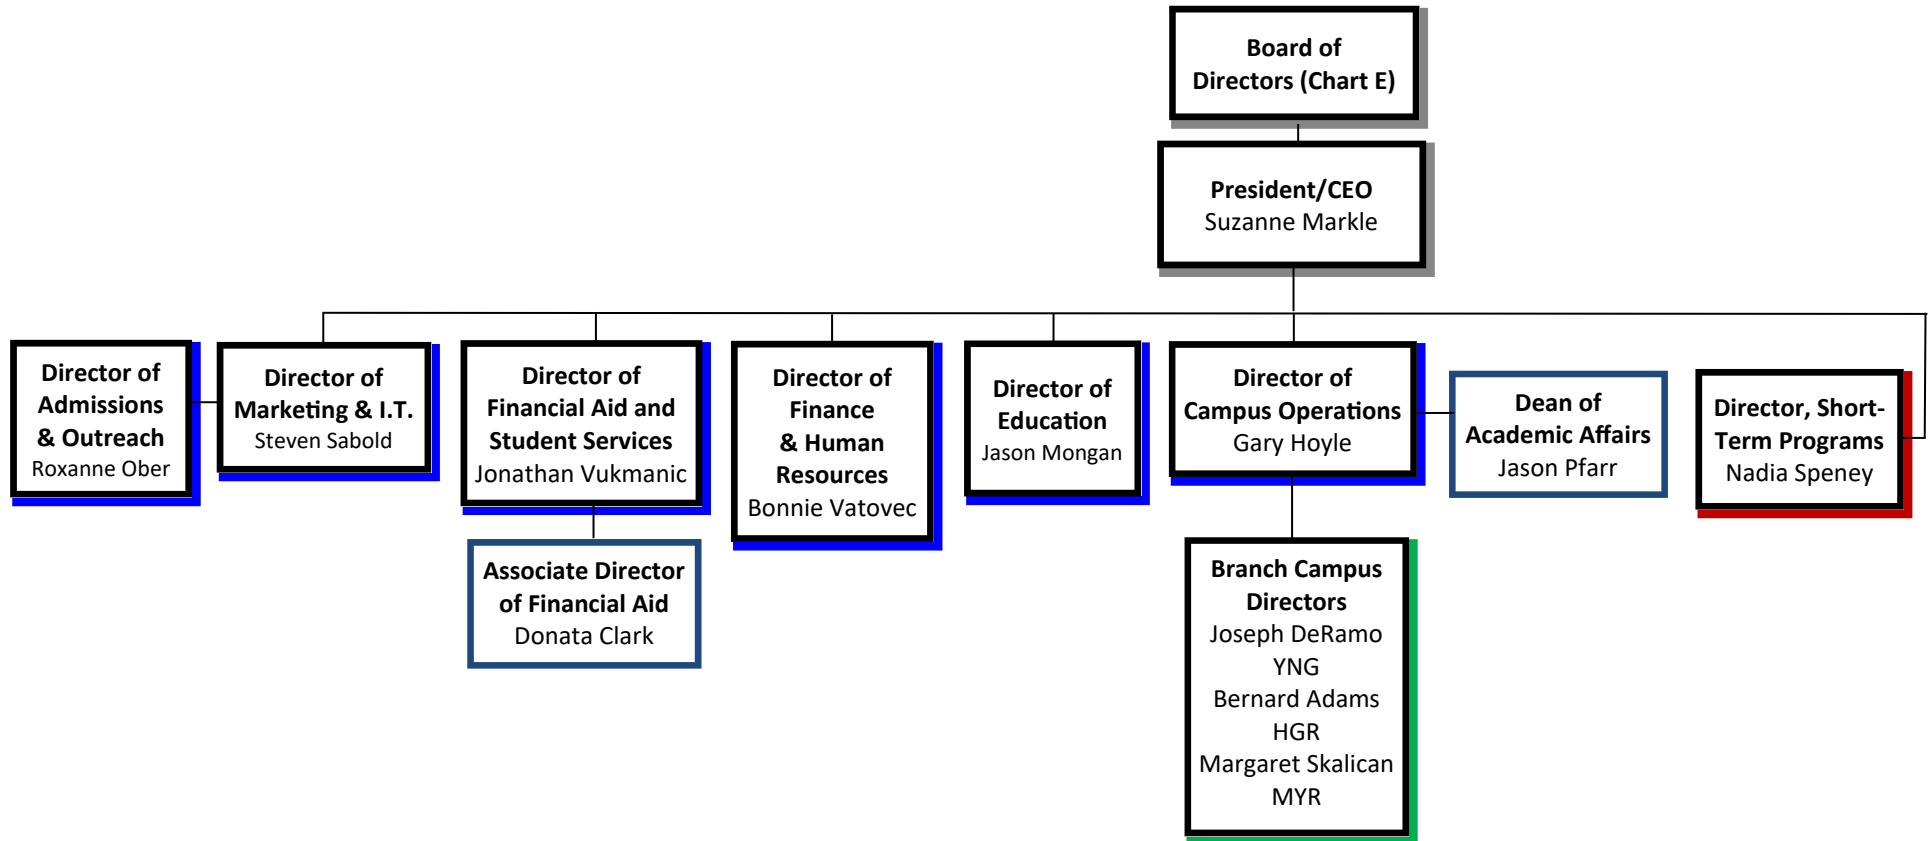 Board of
Directors (Chart E)
President/CEO
Suzanne Markle
Director of
Admissions
& Outreach
Roxanne Ober
Director of
Marketing & I.T.
Steven Sabold
Director of
Financial Aid and
Student Services
Jonathan Vukmanic
Director of
Finance
& Human
Resources
Bonnie Vatovec
Director of
Education
Jason Mongan
Director of
Campus Operations
Gary Hoyle
Dean of
Academic Affairs
Jason Pfarr
Director, Short-
Term Programs
Nadia Speney
Associate Director
of Financial Aid
Donata Clark
Branch Campus
Directors
Joseph DeRamo
YNG
Bernard Adams
HGR
Margaret Skalican
MYR